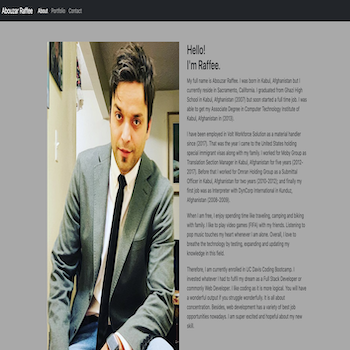 Abouzar Raffee About Portfolio Contact
Hello!
I'm Raffee.
My full name is Abouzar Raffee. I was born in Kabul, Afghanistan but I
currently reside in Sacramento, California. I graduated from Ghazi High
School in Kabul, Afghanistan (2007) but soon started a full time job. I was
able to get my Associate Degree in Computer Technology Institute of
Kabul, Afghanistan in (2013).
I have been employed in Volt Workforce Solution as a material handler
since (2017). That was the year I came to the United States holding
special immigrant visas along with my family. I worked for Moby Group as
Translation Section Manager in Kabul, Afghanistan for five years (2012-
2017). Before that I worked for Orman Holding Group as a Submittal
Officer in Kabul, Afghanistan for two years (2010-2012), and finally my
first job was as Interpreter with DynCorp International in Kunduz,
Afghanistan (2008-2009).
When I am free, I enjoy spending time like traveling, camping and biking
with family. I like to play video games (FIFA) with my friends. Listening to
pop music touches my heart whenever I am alone. Overall, I love to
breathe the technology by testing, expanding and updating my
knowledge in this field.
Therefore, I am currently enrolled in UC Davis Coding Bootcamp. I
invested whatever I had to fulfill my dream as a Full Stack Developer or
commonly Web Developer. I like coding as it is more logical. You will have
a wonderful output if you struggle wonderfully. It is all about
concentration. Besides, web development has a variety of best job
opportunities nowadays. I am super excited and hopeful about my new
skill.